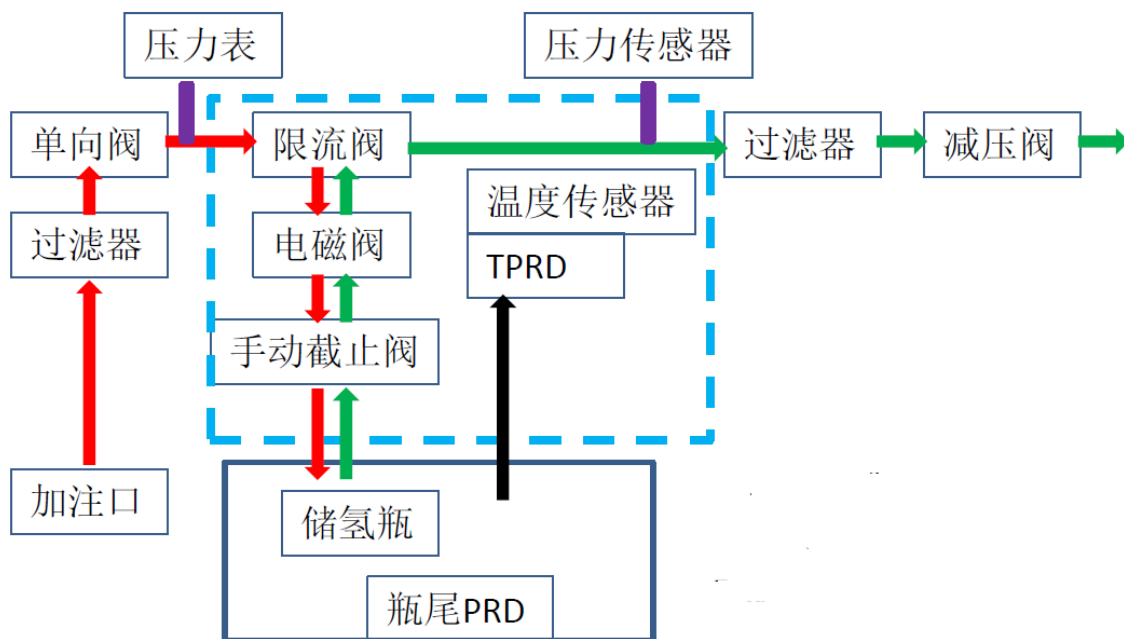 压力表
压力传感器
单向阀
限流阀
过滤器
减压阀
温度传感器
过滤器
电磁阀
TPRD
手动截止阀
加注口
储氢瓶
瓶尾PRD